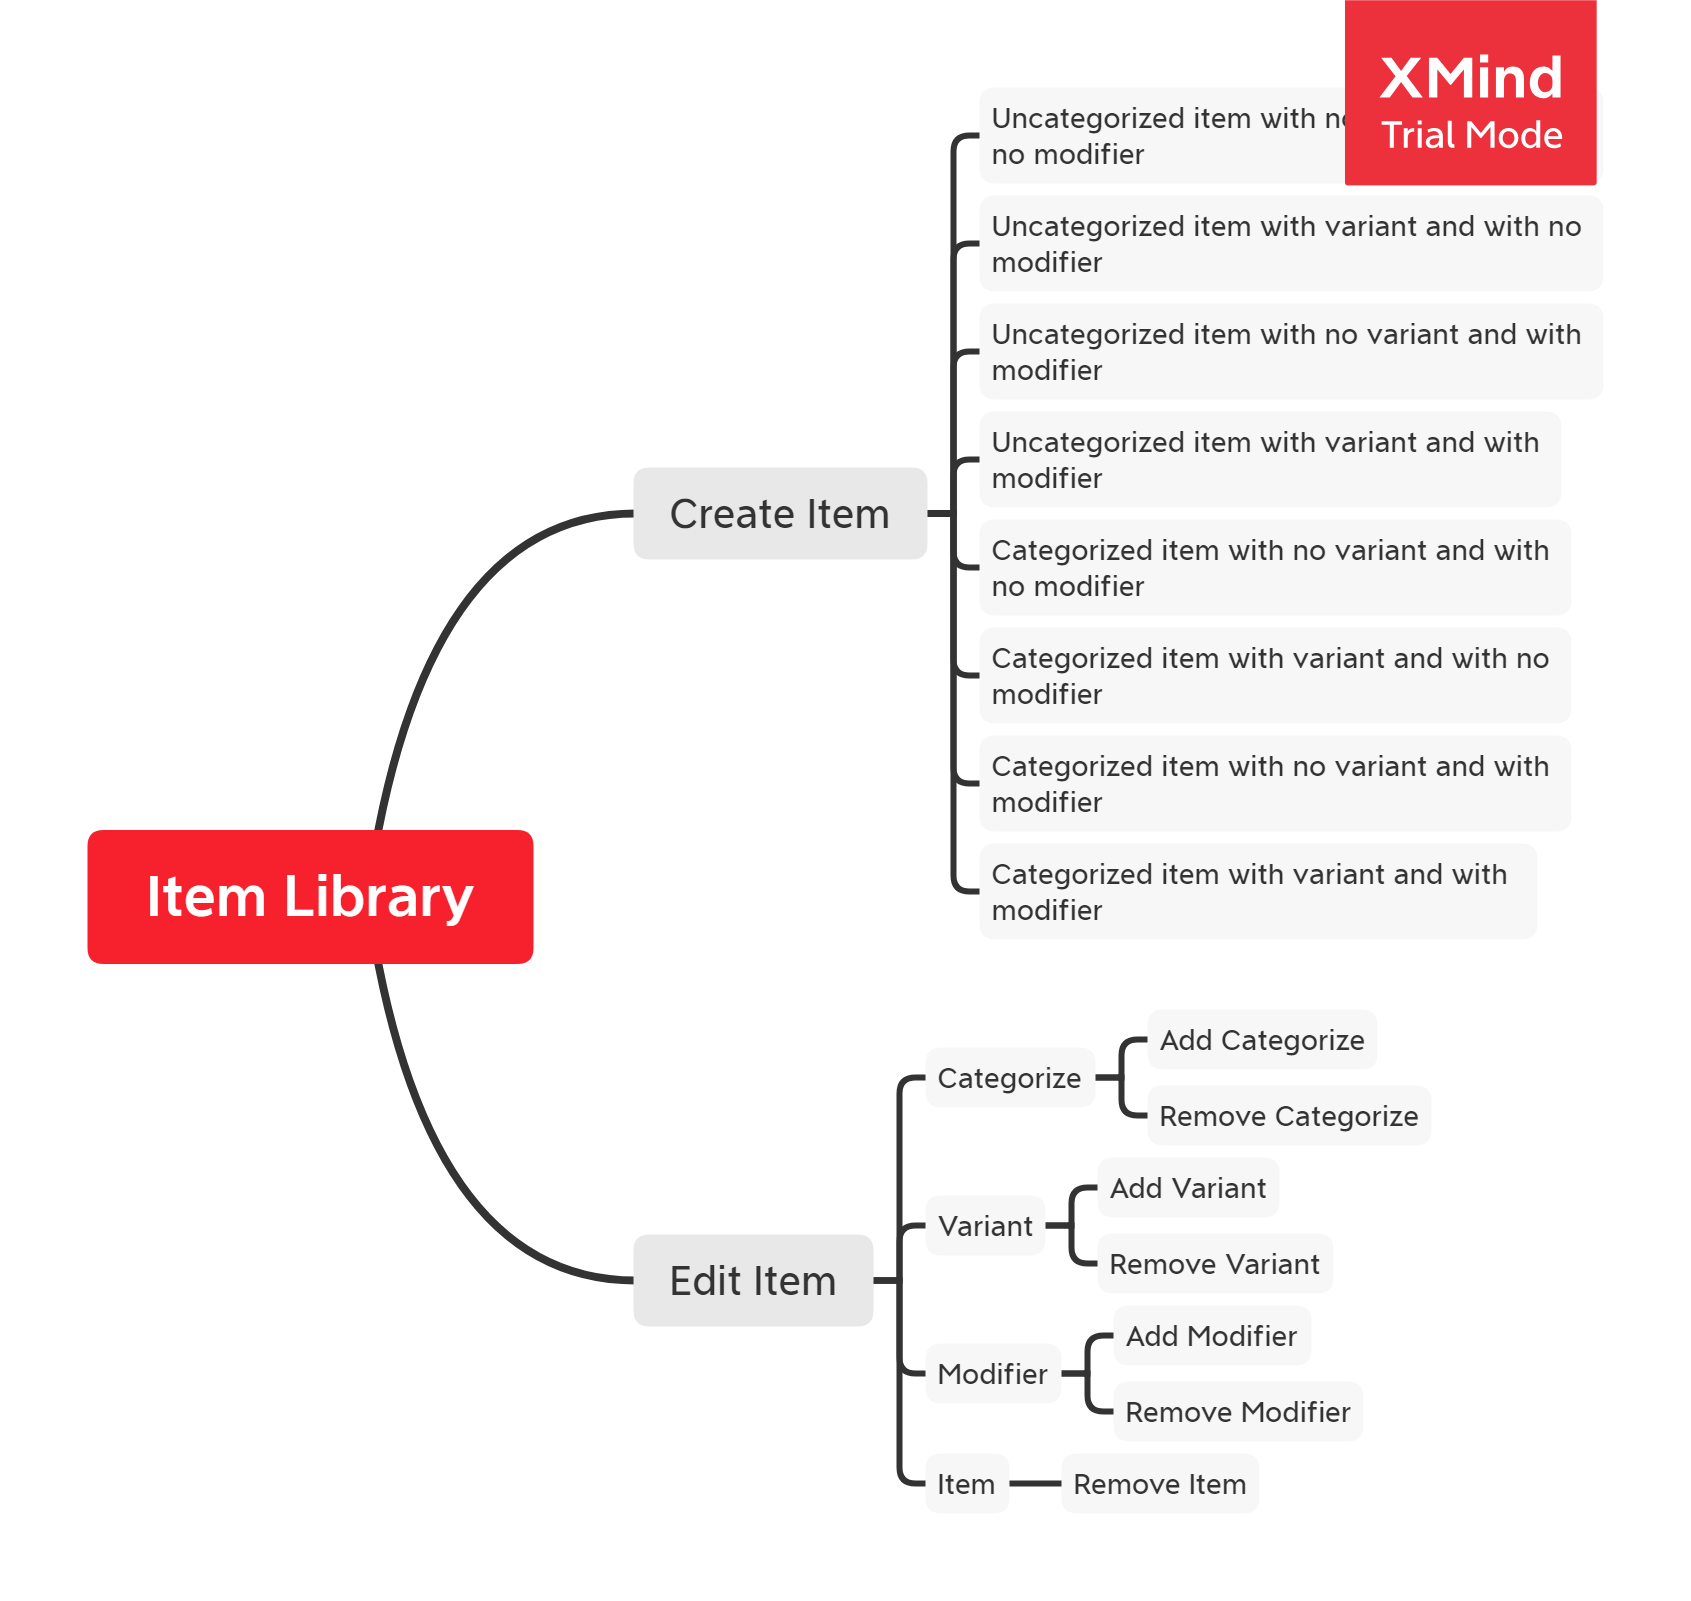 XMind
Trial Mode
Uncategorized item with
no modifier
Uncategorized item with variant and with no
modifier
Uncategorized item with no variant and with
modifier
Uncategorized item with variant and with
modifier
Create Item
Categorized item with no variant and with
no modifier
Categorized item with variant and with no
modifier
Categorized item with no variant and with
modifier
Categorized item with variant and with
modifier
Item Library
Add Categorize
Categorize
Remove Categorize
Add Variant
Variant
Remove Variant
Edit Item
Add Modifier
Modifier
Remove Modifier
Item
Remove Item